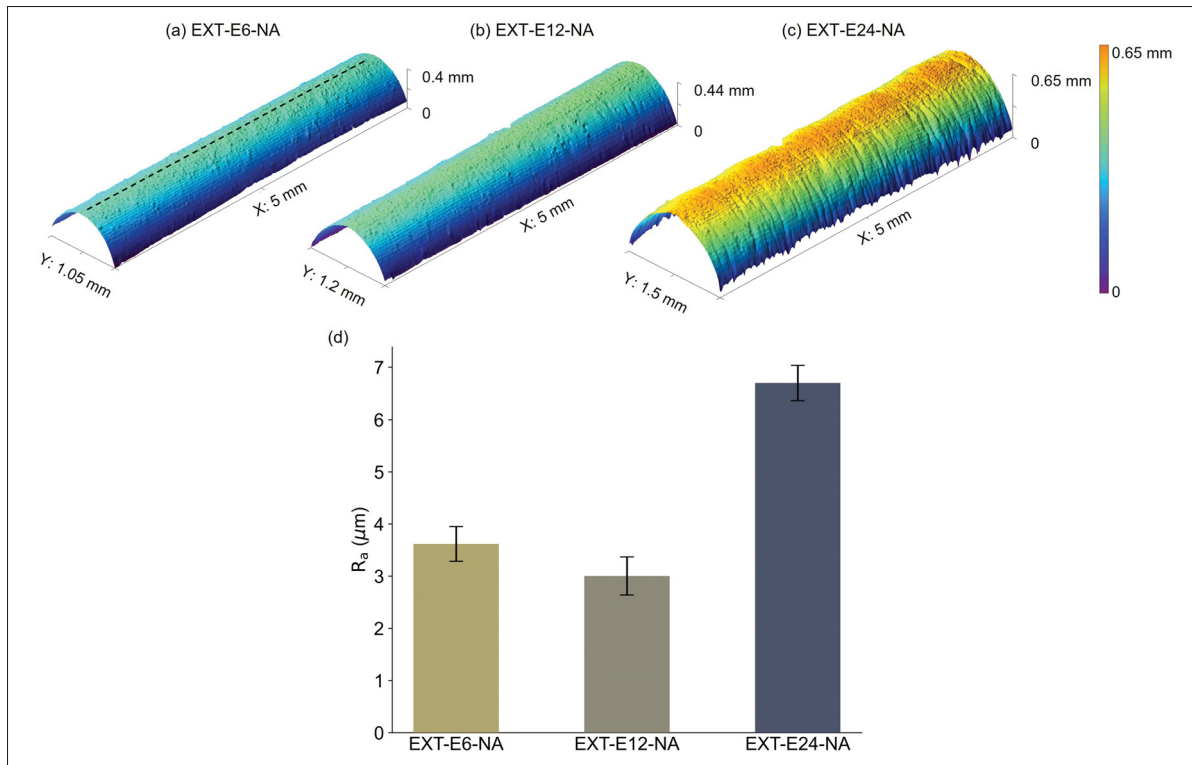 (a) EXT-E6-NA
(b) EXT-E12-NA
(c) EXT-E24-NA
0.4 mm
0
X: 5 mm
Y: 1.05 mm
0.44 mm
0
X: 5 mm
Y: 1.2 mm
0.65 mm
0
X: 5 mm
Y: 1.5 mm
0.65 mm
0
(d)
Rₐ (μm)
7
6
5
4
3
2
1
0
EXT-E6-NA
EXT-E12-NA
EXT-E24-NA